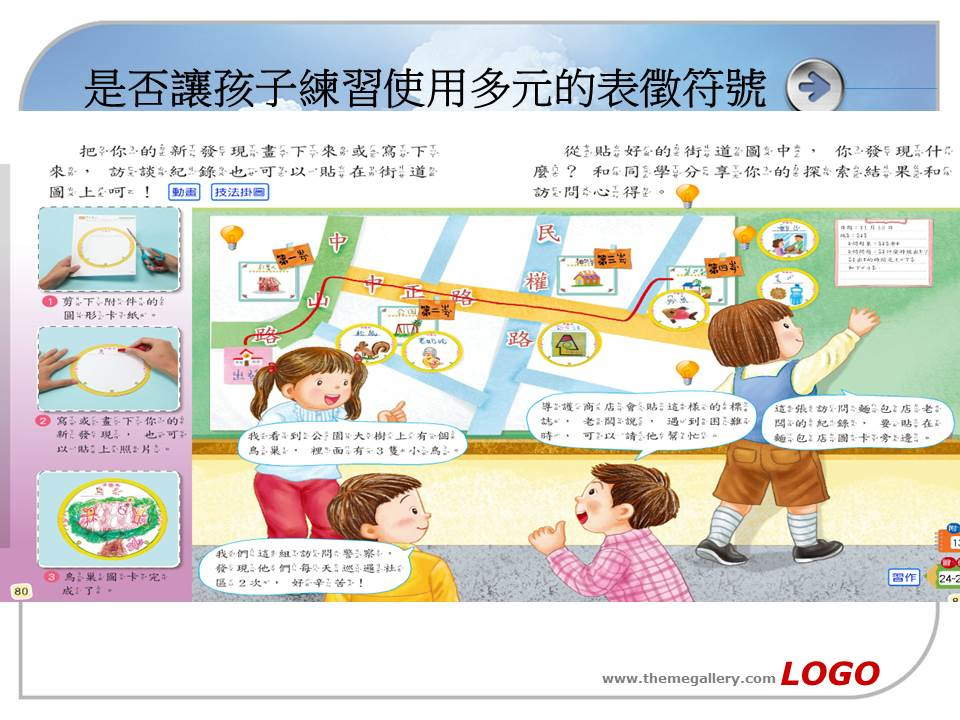 是否讓孩子練習使用多元的表徵符號
把你的新發現畫下來或寫下
來，訪談紀錄也可以貼在街道
圖上呵！ 動畫 技法掛圖
從貼好的街道圖中，你發現什
麼？和同學分享你的探索結果和
訪問心得。
1 剪下附件的
圖形卡紙。
2 寫或畫下你的
新發現，也可
以貼上照片。
3 鳥巢圖卡完
成了。
80
中
山
路
中 正 路
民
權
路
第一岁
第二岁
第三岁
第四岁
公園
我看到公園大樹上有個
鳥巢，裡面有3隻小鳥。
導護商店會貼這樣的標
誌，老闆說，遇到困難
時，可以請他幫忙。
這張訪問麵包店老
闆的紀錄，要貼在
麵包店圖卡旁邊。
我們這組訪問警察，
發現他們每天巡邏社
區2次，好辛苦！
習作
24-2
www.themegallery.com LOGO